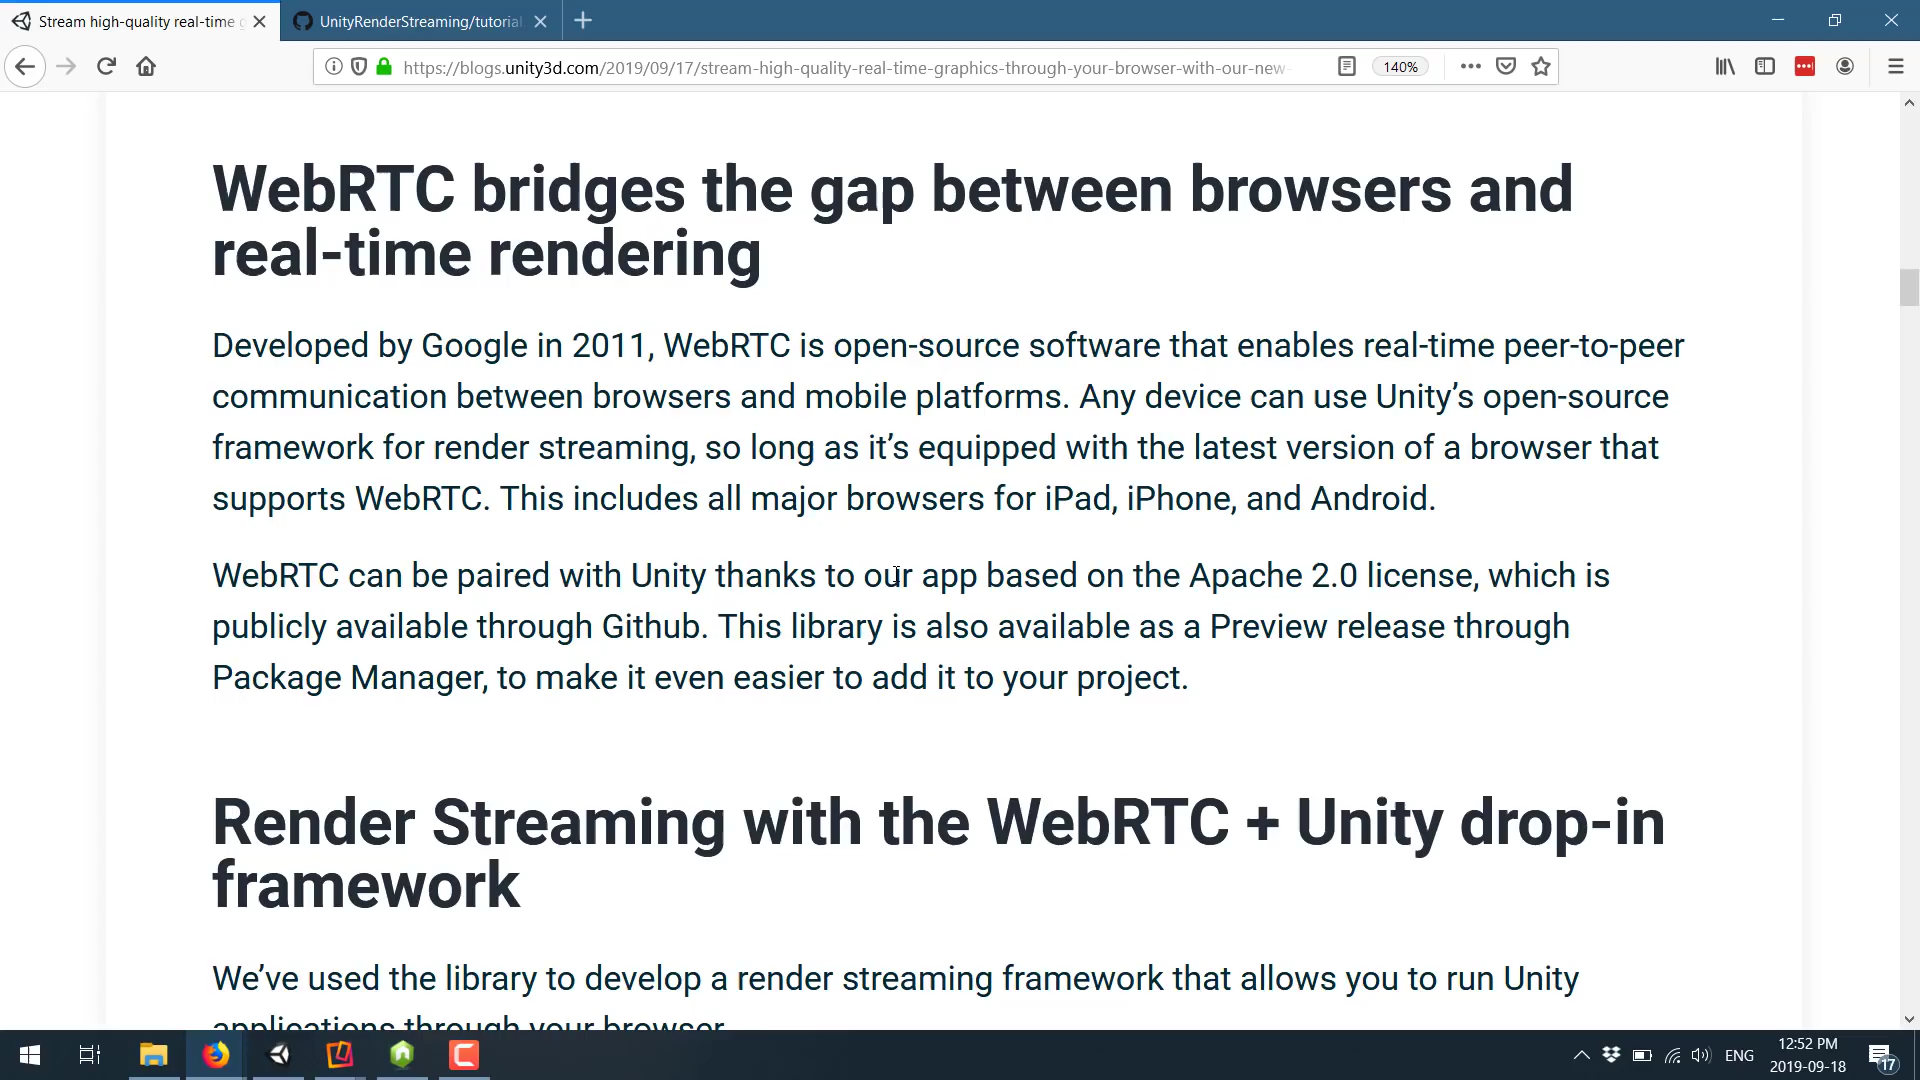 Stream high-quality real-time g
UnityRenderStreaming/tutorial
https://blogs.unity3d.com/2019/09/17/stream-high-quality-real-time-graphics-through-your-browser-with-our-new-
140%
WebRTC bridges the gap between browsers and
real-time rendering
Developed by Google in 2011, WebRTC is open-source software that enables real-time peer-to-peer
communication between browsers and mobile platforms. Any device can use Unity’s open-source
framework for render streaming, so long as it’s equipped with the latest version of a browser that
supports WebRTC. This includes all major browsers for iPad, iPhone, and Android.
WebRTC can be paired with Unity thanks to our app based on the Apache 2.0 license, which is
publicly available through Github. This library is also available as a Preview release through
Package Manager, to make it even easier to add it to your project.
Render Streaming with the WebRTC + Unity drop-in
framework
We’ve used the library to develop a render streaming framework that allows you to run Unity
applications through your browser.
ENG
12:52 PM
2019-09-18
17